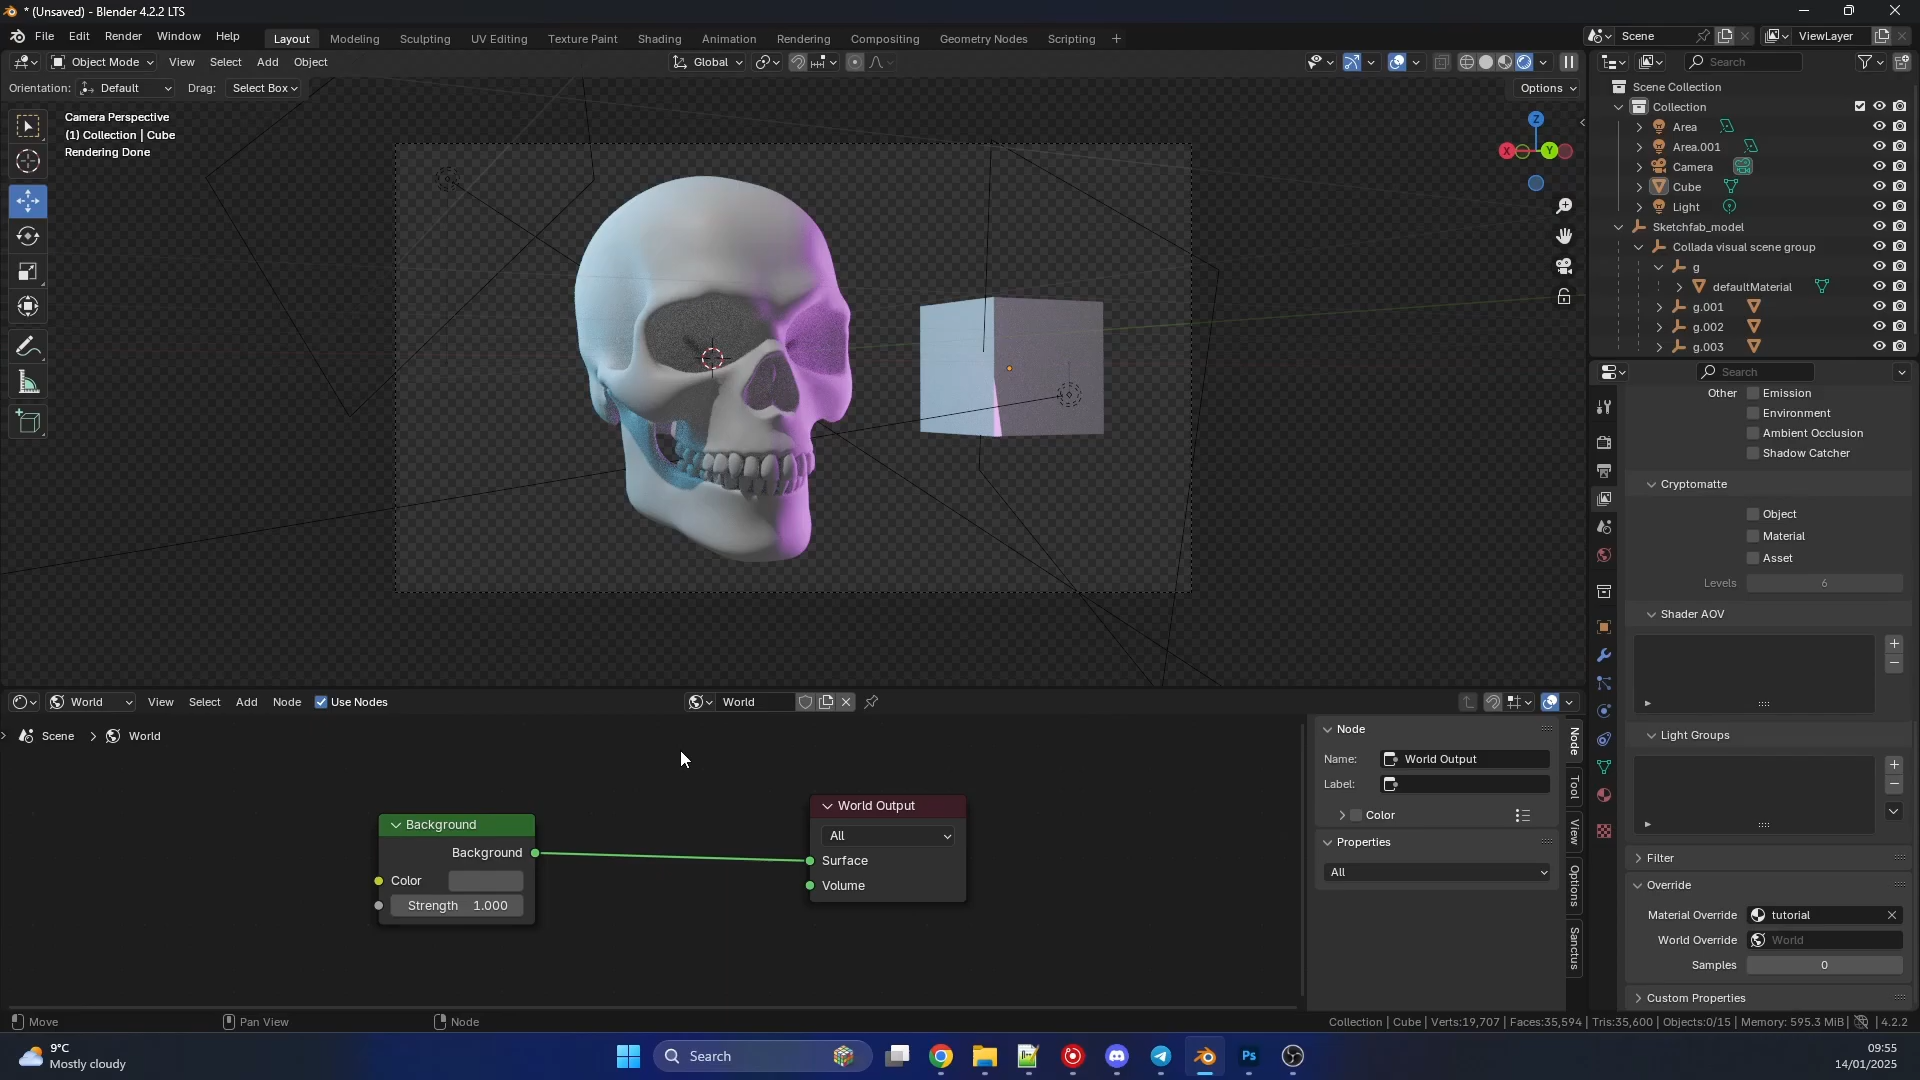 * (Unsaved) - Blender 4.2.2 LTS
File Edit Render Window Help
Layout Modeling Sculpting UV Editing Texture Paint Shading Animation Rendering Compositing Geometry Nodes Scripting +
Scene ViewLayer
Object Mode View Select Add Object Global
Orientation: Default Drag: Select Box Options
Camera Perspective
(1) Collection | Cube
Rendering Done
Z
X
Y
Search
Scene Collection
Collection
Area
Area.001
Camera
Cube
Light
Sketchfab_model
Collada visual scene group
g
defaultMaterial
g.001
g.002
g.003
Search
Other Emission
Environment
Ambient Occlusion
Shadow Catcher
Cryptomatte
Object
Material
Asset
Levels 6
Shader AOV
Light Groups
Filter
Override
Material Override tutorial
World Override World
Samples 0
Custom Properties
World View Select Add Node Use Nodes World
Scene > World
Background
Background
Color
Strength 1.000
World Output
All
Surface
Volume
Node
Name: World Output
Label:
Color
Properties
All
Node
Tool
View
Options
Sanctus
Move Pan View Node
Collection | Cube | Verts:19,707 | Faces:35,594 | Tris:35,600 | Objects:0/15 | Memory: 595.3 MiB | 4.2.2
9°C
Mostly cloudy
Search
Ps
09:55
14/01/2025